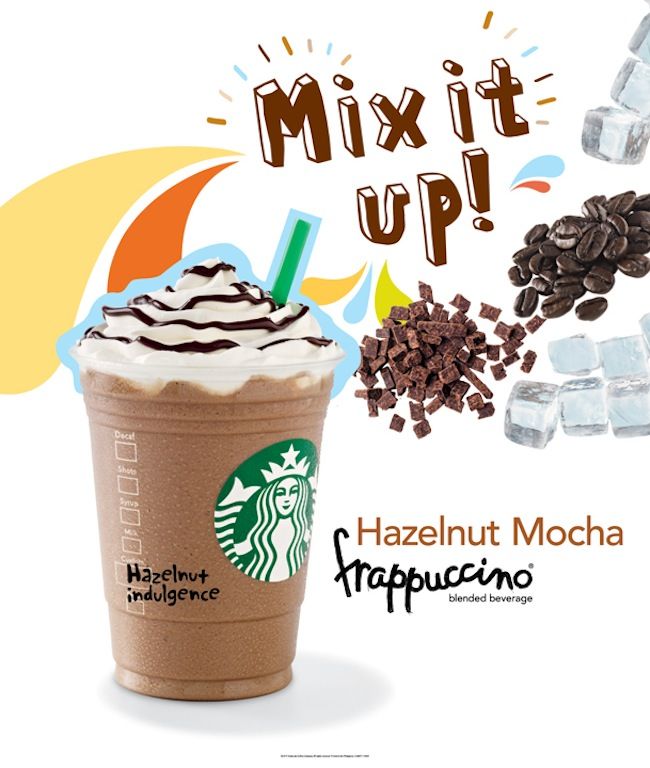 Mix it
up!
Decaf
Shots
Syrup
Milk
Hazelnut
indulgence
Hazelnut Mocha
frappuccino®
blended beverage